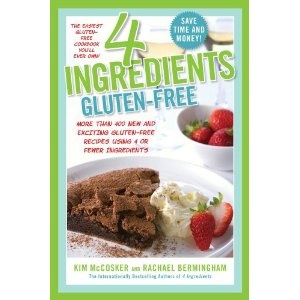 THE EASIEST
GLUTEN-
FREE
COOKBOOK
YOU'LL
EVER OWN!
SAVE
TIME AND
MONEY!
4
INGREDIENTS
GLUTEN-FREE
MORE THAN 400 NEW AND
EXCITING GLUTEN-FREE
RECIPES USING 4 OR
FEWER INGREDIENTS
KIM McCOSKER AND RACHAEL BERMINGHAM
The Internationally Bestselling Authors of 4 Ingredients